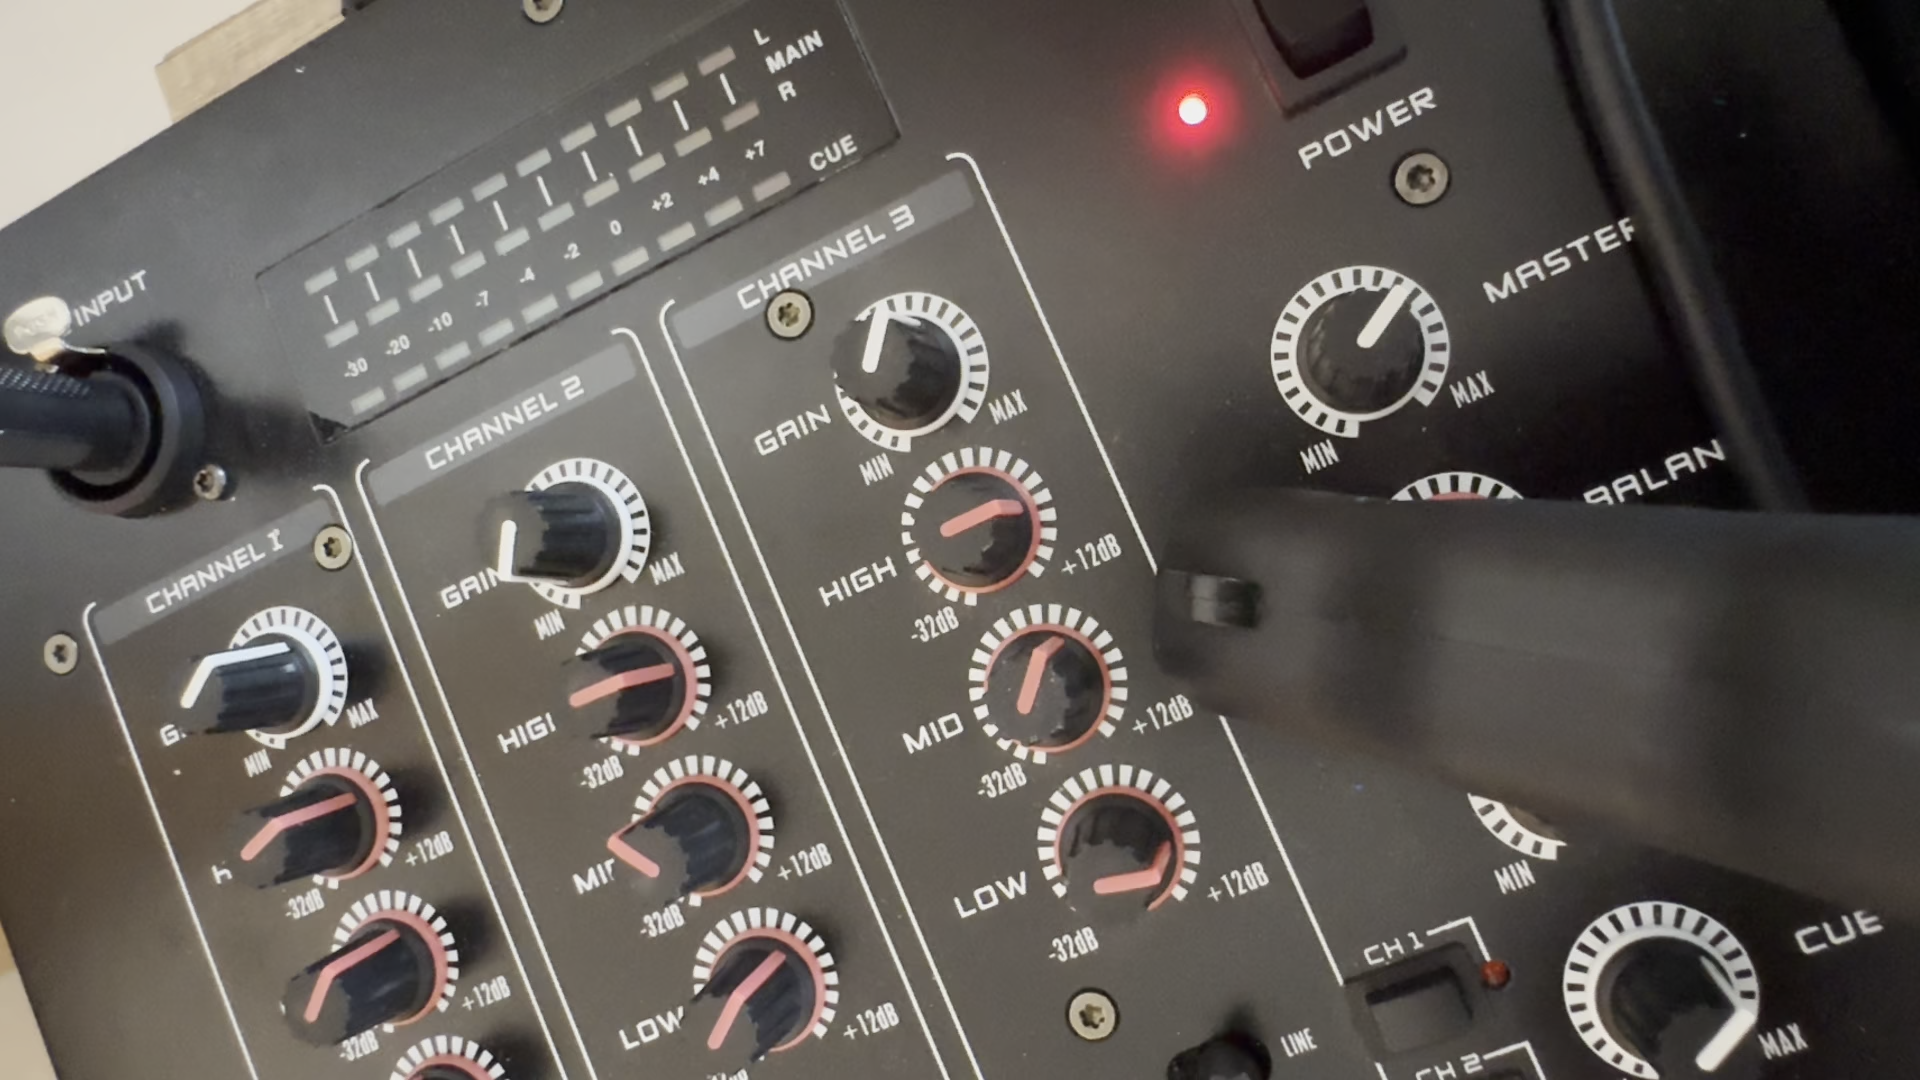 L
MAIN
R
CUE
-30 -20 -10 -7 -4 -2 0 +2 +4 +7
POWER
INPUT
CHANNEL 1
MIN MAX
+12dB
-32dB
+12dB
-32dB
CHANNEL 2
MIN MAX
+12dB
-32dB
+12dB
-32dB
LOW
+12dB
CHANNEL 3
GAIN
MIN MAX
HIGH
+12dB
-32dB
MID
+12dB
-32dB
LOW
+12dB
-32dB
LINE
MASTER
MIN MAX
MIN
CUE
MAX
CH 1
CH 2